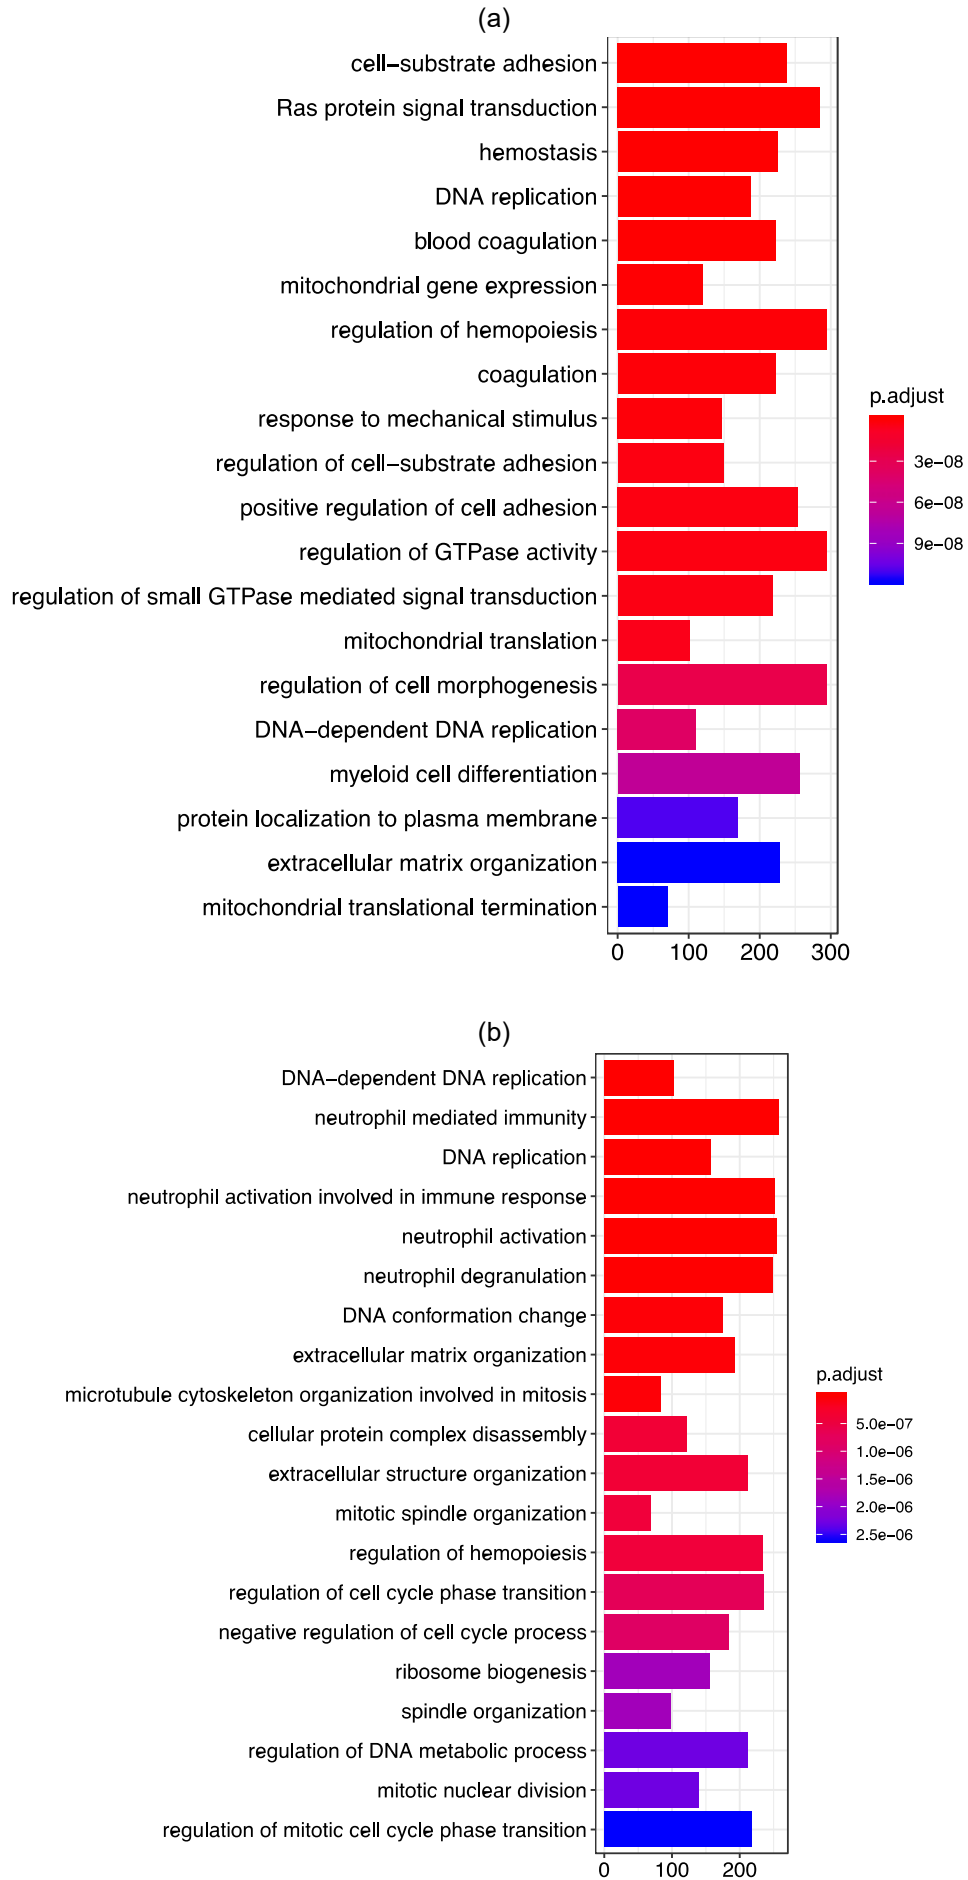 (a)
cell−substrate adhesion
Ras protein signal transduction
hemostasis
DNA replication
blood coagulation
mitochondrial gene expression
regulation of hemopoiesis
coagulation
response to mechanical stimulus
regulation of cell−substrate adhesion
positive regulation of cell adhesion
regulation of GTPase activity
regulation of small GTPase mediated signal transduction
mitochondrial translation
regulation of cell morphogenesis
DNA−dependent DNA replication
myeloid cell differentiation
protein localization to plasma membrane
extracellular matrix organization
mitochondrial translational termination
0 100 200 300
p.adjust
3e−08
6e−08
9e−08
(b)
DNA−dependent DNA replication
neutrophil mediated immunity
DNA replication
neutrophil activation involved in immune response
neutrophil activation
neutrophil degranulation
DNA conformation change
extracellular matrix organization
microtubule cytoskeleton organization involved in mitosis
cellular protein complex disassembly
extracellular structure organization
mitotic spindle organization
regulation of hemopoiesis
regulation of cell cycle phase transition
negative regulation of cell cycle process
ribosome biogenesis
spindle organization
regulation of DNA metabolic process
mitotic nuclear division
regulation of mitotic cell cycle phase transition
0 100 200
p.adjust
5.0e−07
1.0e−06
1.5e−06
2.0e−06
2.5e−06